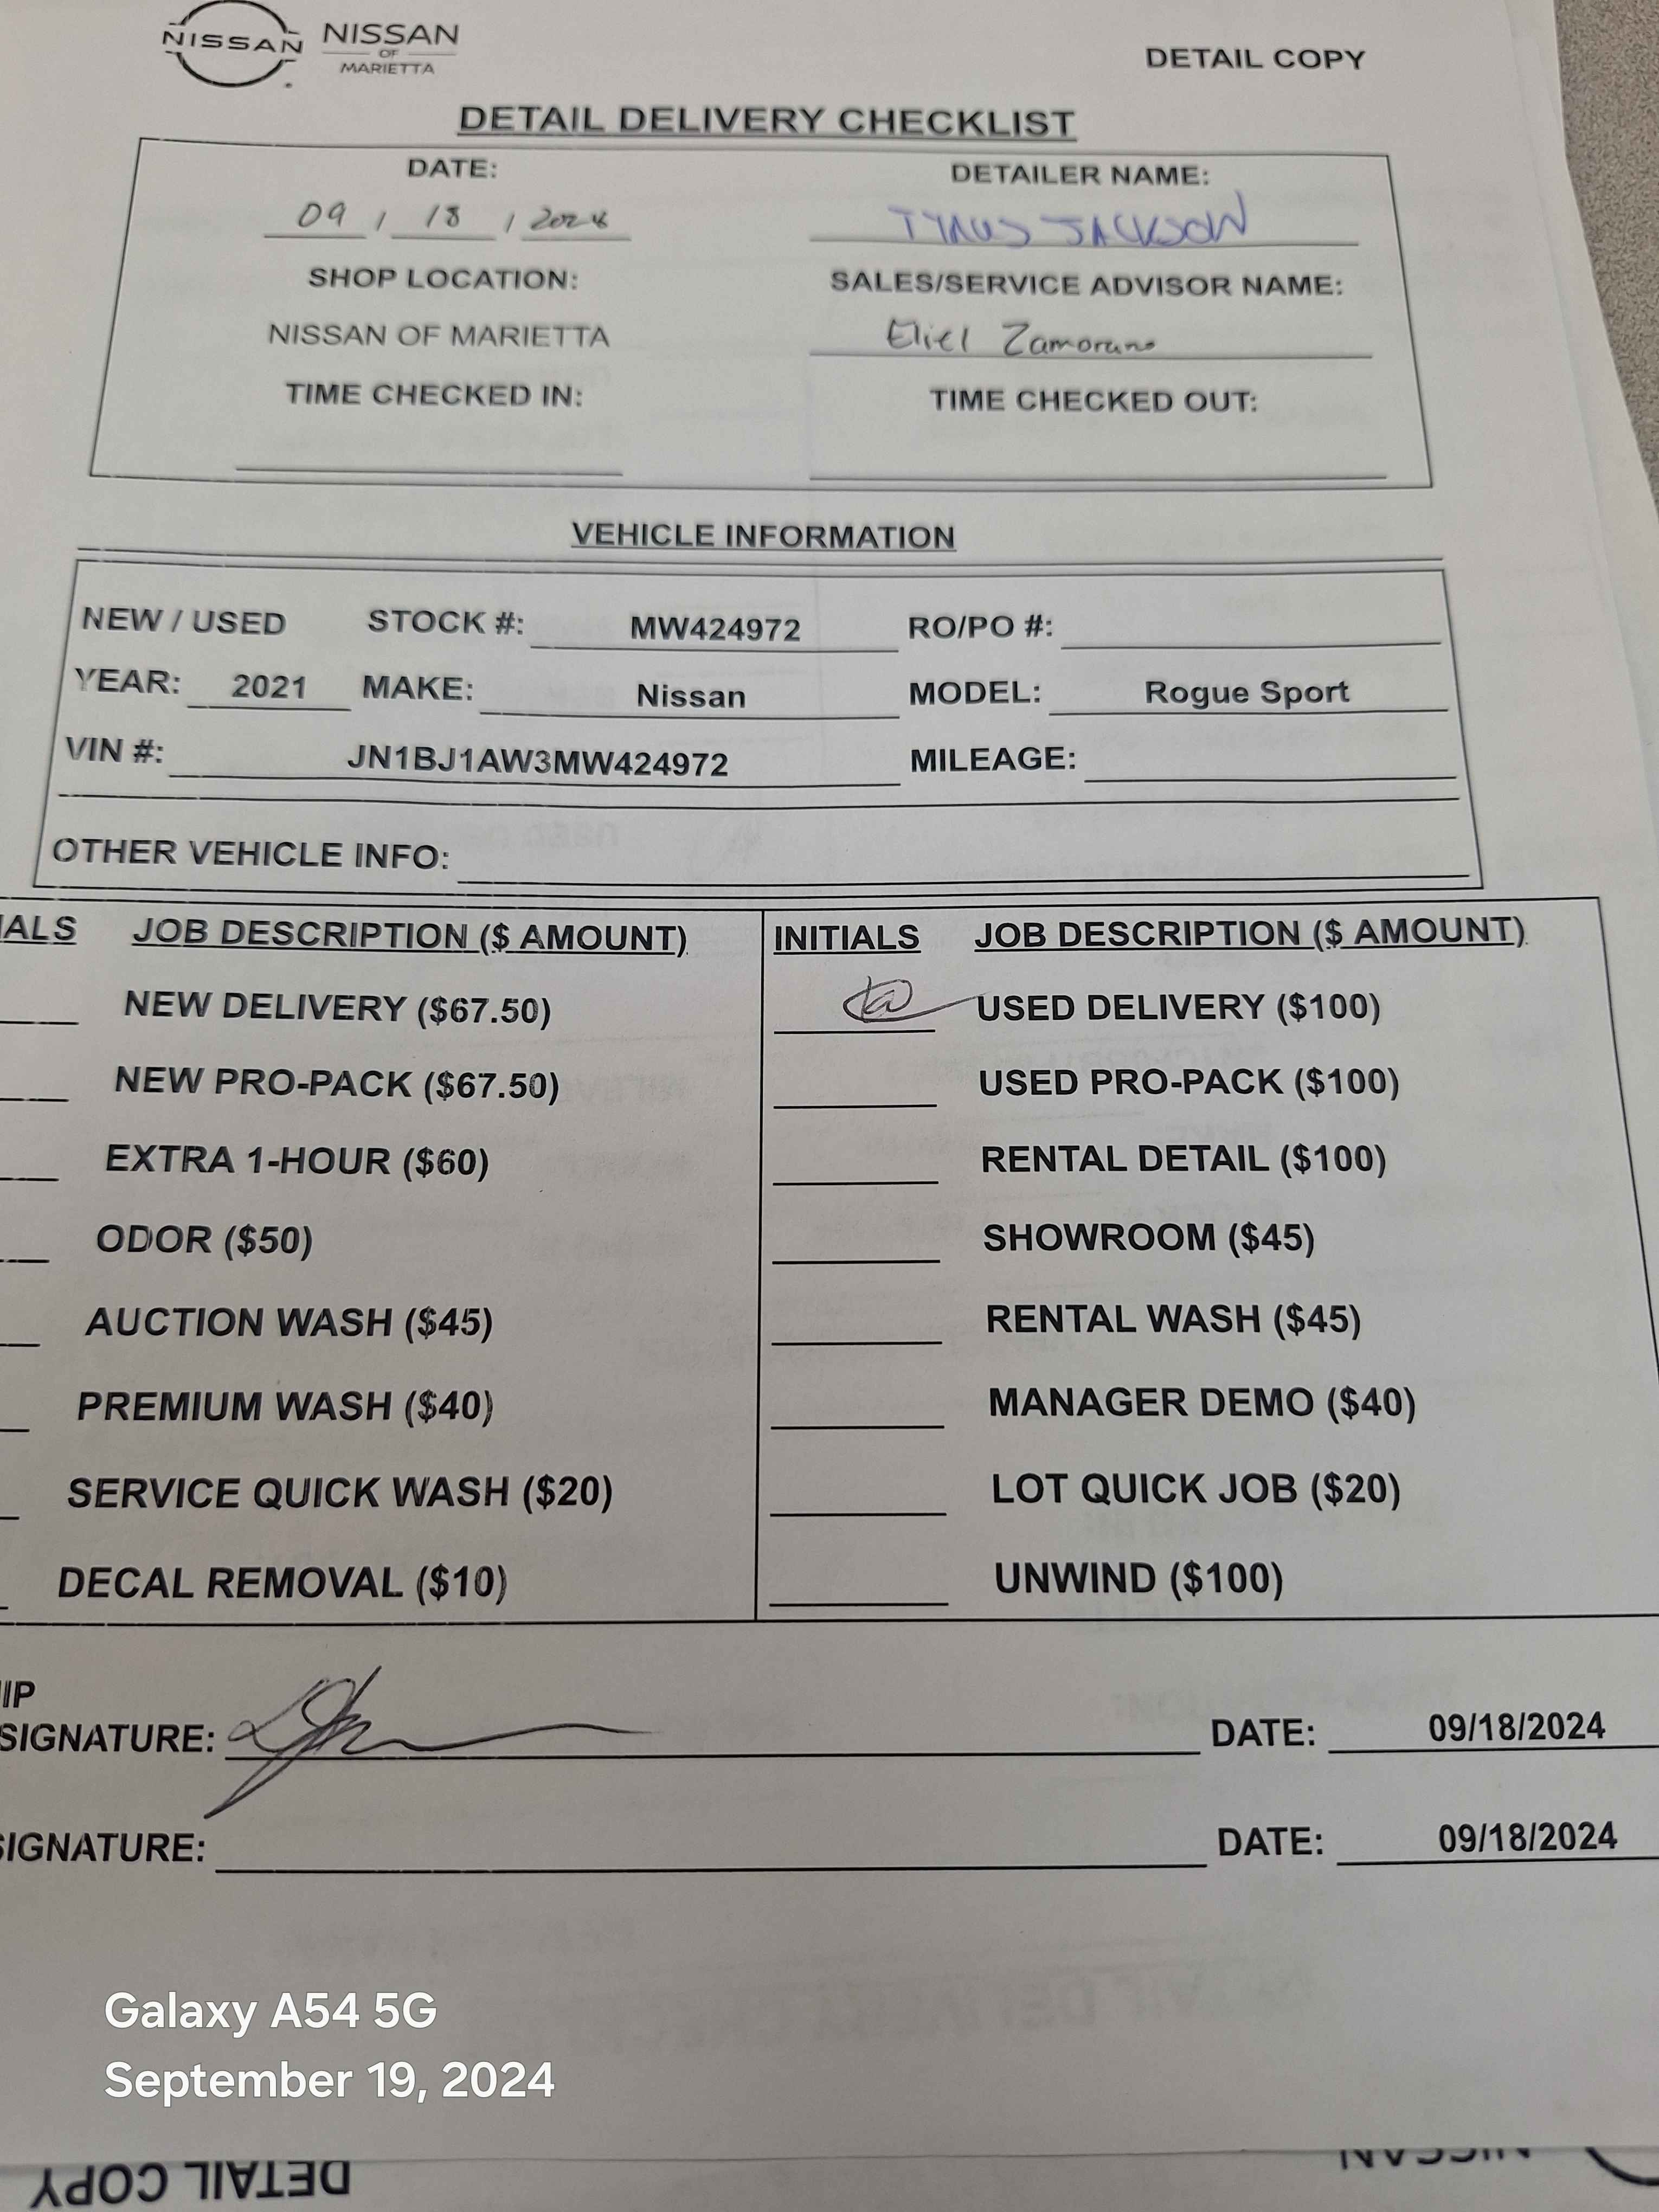 NISSAN NISSAN
OF
MARIETTA
DETAIL COPY
DETAIL DELIVERY CHECKLIST
DATE: DETAILER NAME:
09 / 18 / 2024 TYRUS JACKSON
SHOP LOCATION: SALES/SERVICE ADVISOR NAME:
NISSAN OF MARIETTA Eliel Zamorano
TIME CHECKED IN: TIME CHECKED OUT:
VEHICLE INFORMATION
NEW / USED STOCK #: MW424972 RO/PO #:
YEAR: 2021 MAKE: Nissan MODEL: Rogue Sport
VIN #: JN1BJ1AW3MW424972 MILEAGE:
OTHER VEHICLE INFO:
IALS JOB DESCRIPTION ($ AMOUNT) INITIALS JOB DESCRIPTION ($ AMOUNT)
NEW DELIVERY ($67.50) USED DELIVERY ($100)
NEW PRO-PACK ($67.50) USED PRO-PACK ($100)
EXTRA 1-HOUR ($60) RENTAL DETAIL ($100)
ODOR ($50) SHOWROOM ($45)
AUCTION WASH ($45) RENTAL WASH ($45)
PREMIUM WASH ($40) MANAGER DEMO ($40)
SERVICE QUICK WASH ($20) LOT QUICK JOB ($20)
DECAL REMOVAL ($10) UNWIND ($100)
IIP
SIGNATURE: DATE: 09/18/2024
SIGNATURE: DATE: 09/18/2024
Galaxy A54 5G
September 19, 2024
DETAIL COPY NISSAN